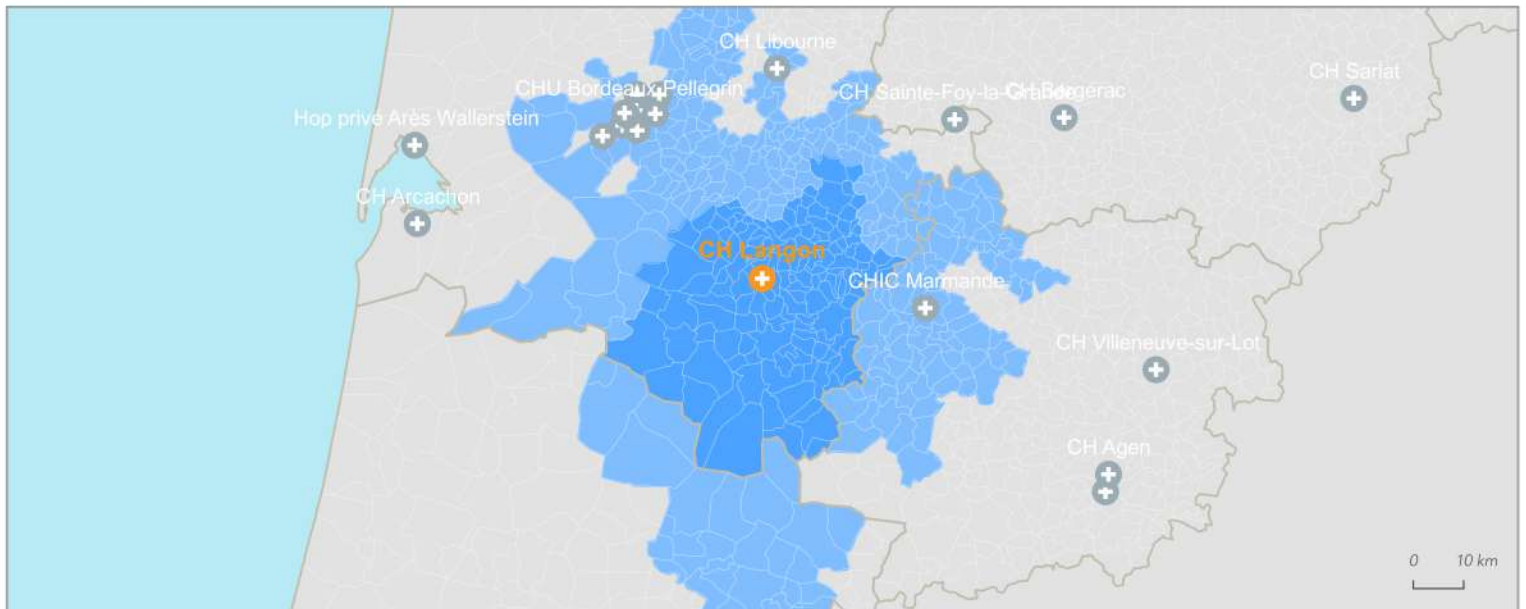 CH Libourne
CH Sarlat
CHU Bordeaux-Pellegrin
CH Sainte-Foy-la-Grande
CH Bergerac
Hop privé Arès Wallerstein
CH Arcachon
CH Langon
CHIC Marmande
CH Villeneuve-sur-Lot
CH Agen
0 10 km